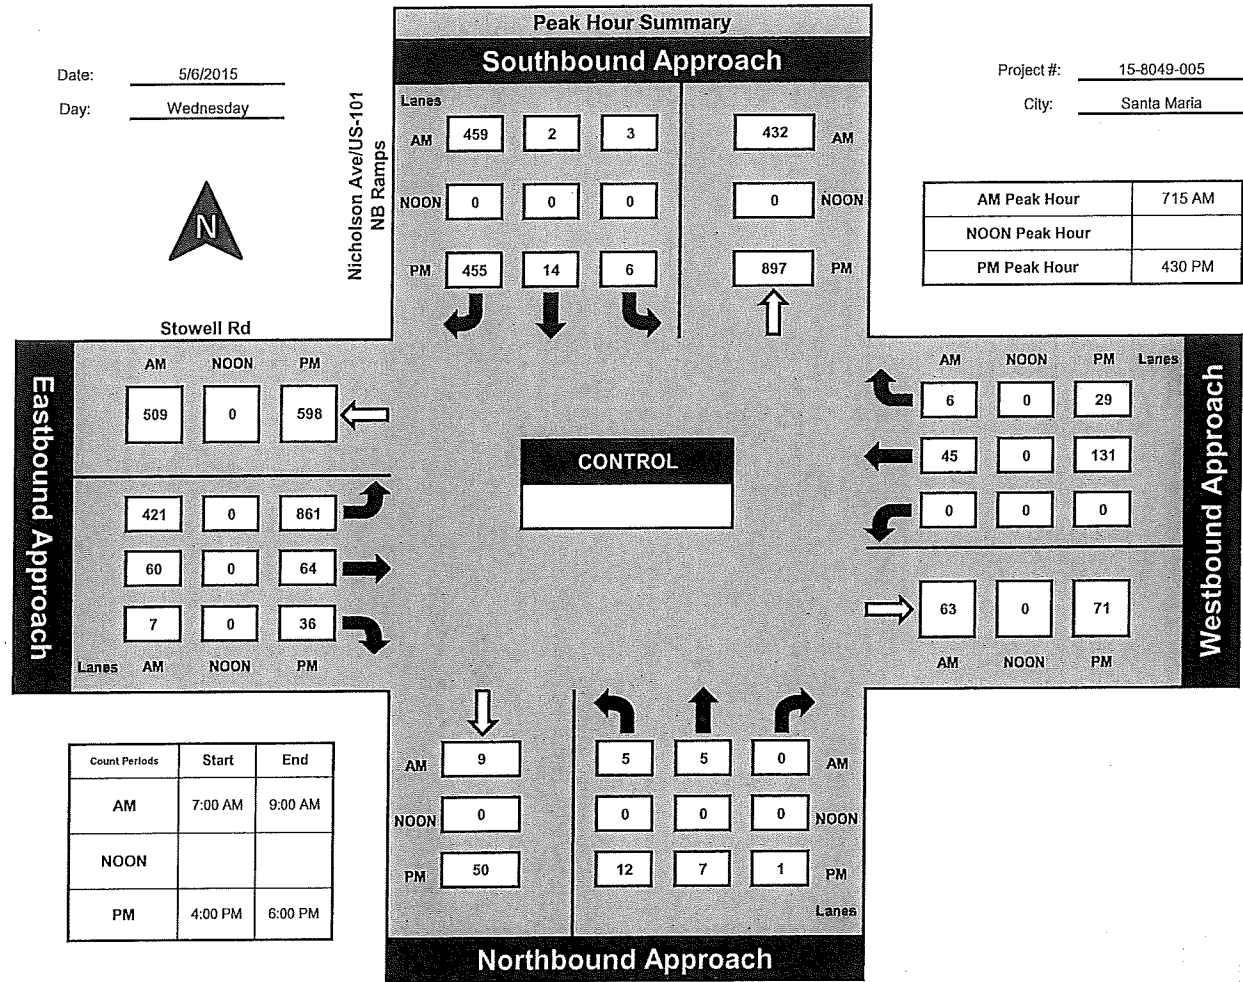 Peak Hour Summary
Southbound Approach
Date: 5/6/2015
Day: Wednesday
Project #: 15-8049-005
City: Santa Maria
N
Nicholson Ave/US-101
NB Ramps
Lanes
AM 459 2 3 432 AM
NOON 0 0 0 0 NOON
PM 455 14 6 897 PM
AM Peak Hour 715 AM
NOON Peak Hour
PM Peak Hour 430 PM
Stowell Rd
Eastbound Approach
AM NOON PM
509 0 598
421 0 861
60 0 64
7 0 36
Lanes AM NOON PM
CONTROL
AM NOON PM Lanes
6 0 29
45 0 131
0 0 0
63 0 71
AM NOON PM
Westbound Approach
Count Periods Start End
AM 7:00 AM 9:00 AM
NOON
PM 4:00 PM 6:00 PM
AM 9 5 5 0 AM
NOON 0 0 0 0 NOON
PM 50 12 7 1 PM
Lanes
Northbound Approach